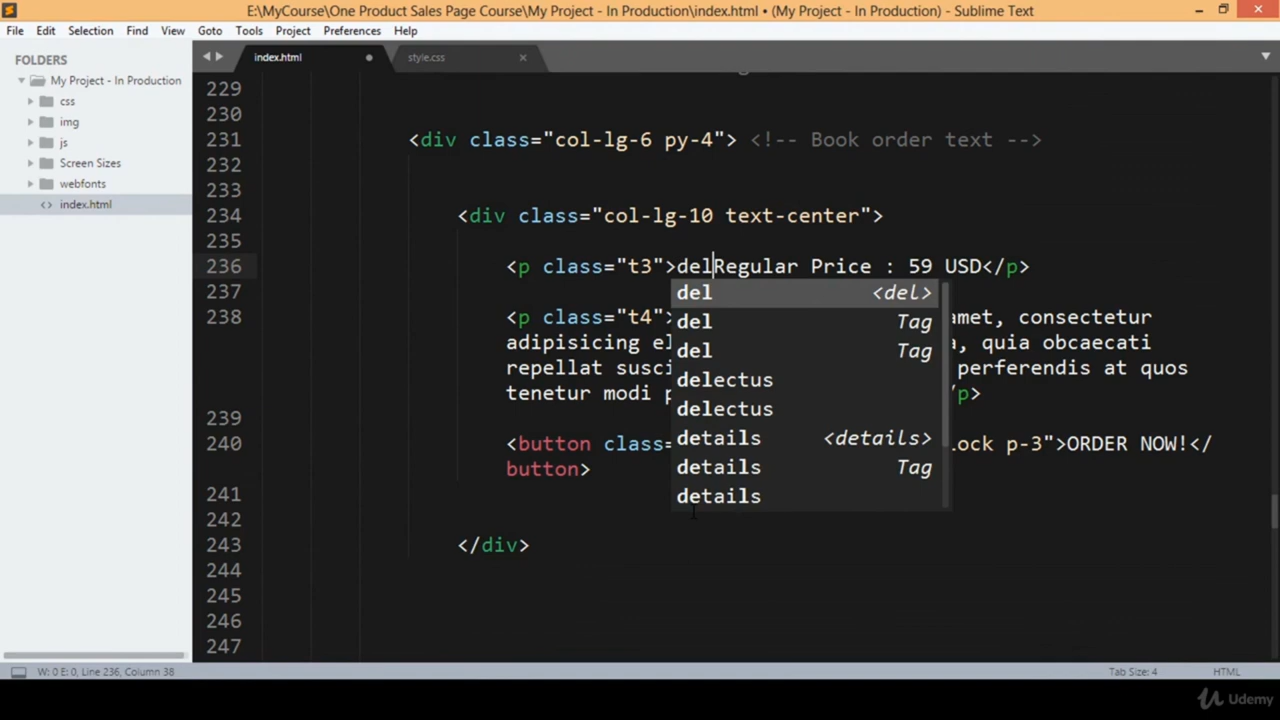 E:\MyCourse\One Product Sales Page Course\My Project - In Production\index.html • (My Project - In Production) - Sublime Text
File Edit Selection Find View Goto Tools Project Preferences Help
FOLDERS
My Project - In Production
css
img
js
Screen Sizes
webfonts
<> index.html
index.html
style.css
229
230
231 <div class="col-lg-6 py-4"> <!-- Book order text -->
232
233
234 <div class="col-lg-10 text-center">
235
236 <p class="t3">delRegular Price : 59 USD</p>
237
238 <p class="t4"> amet, consectetur
adipisicing el a, quia obcaecati
repellat susci perferendis at quos
tenetur modi p /p>
239
240 <button class= lock p-3">ORDER NOW!</
button>
241
242
243 </div>
244
245
246
247
del <del>
del Tag
del Tag
delectus
delectus
details <details>
details Tag
details
W: 0 E: 0, Line 236, Column 38
Tab Size: 4
HTML
Udemy